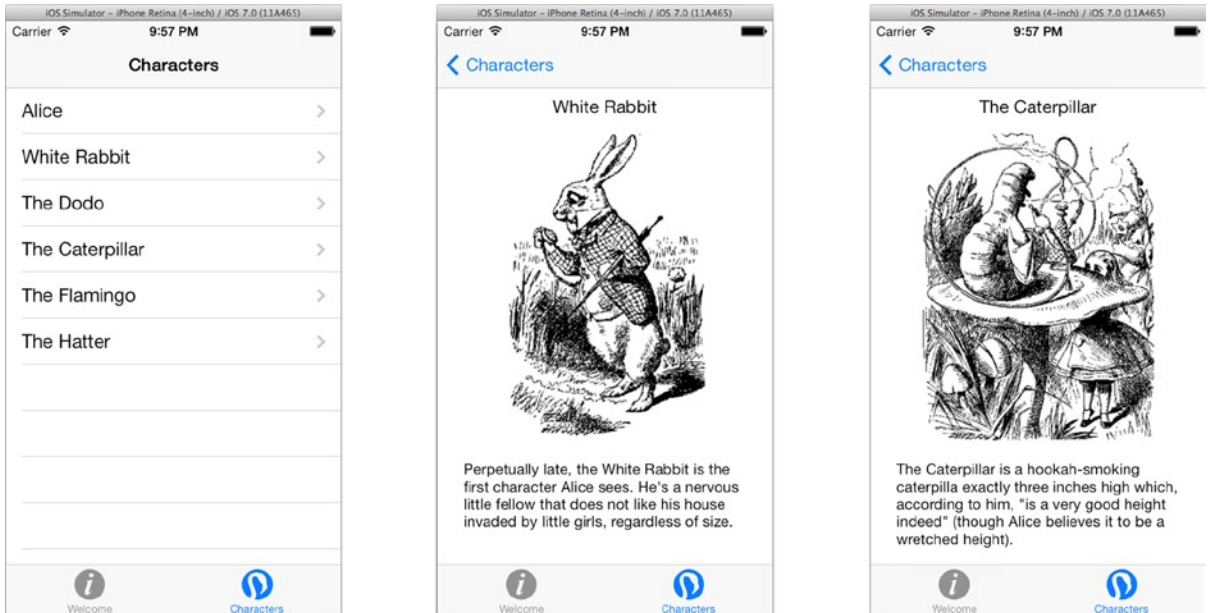 iOS Simulator – iPhone Retina (4-inch) / iOS 7.0 (11A465)
Carrier 9:57 PM
Characters
Alice
White Rabbit
The Dodo
The Caterpillar
The Flamingo
The Hatter
Welcome Characters
iOS Simulator – iPhone Retina (4-inch) / iOS 7.0 (11A465)
Carrier 9:57 PM
Characters
White Rabbit
Perpetually late, the White Rabbit is the
first character Alice sees. He's a nervous
little fellow that does not like his house
invaded by little girls, regardless of size.
Welcome Characters
iOS Simulator – iPhone Retina (4-inch) / iOS 7.0 (11A465)
Carrier 9:57 PM
Characters
The Caterpillar
The Caterpillar is a hookah-smoking
caterpilla exactly three inches high which,
according to him, "is a very good height
indeed" (though Alice believes it to be a
wretched height).
Welcome Characters